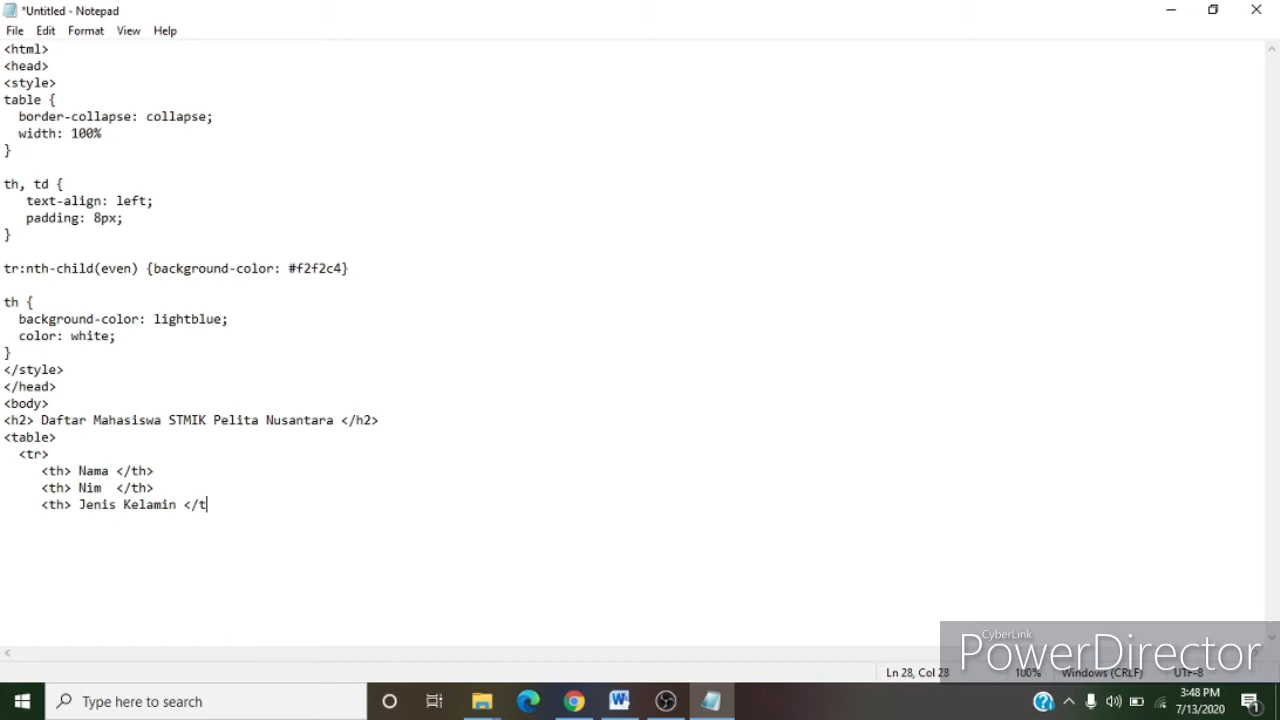 *Untitled - Notepad
File Edit Format View Help
<html>
<head>
<style>
table {
  border-collapse: collapse;
  width: 100%
}

th, td {
   text-align: left;
   padding: 8px;
}

tr:nth-child(even) {background-color: #f2f2c4}

th {
  background-color: lightblue;
  color: white;
}
</style>
</head>
<body>
<h2> Daftar Mahasiswa STMIK Pelita Nusantara </h2>
<table>
  <tr>
     <th> Nama </th>
     <th> Nim  </th>
     <th> Jenis Kelamin </t
CyberLink
PowerDirector
Ln 28, Col 28 100% Windows (CRLF) UTF-8
Type here to search
3:48 PM
7/13/2020
1